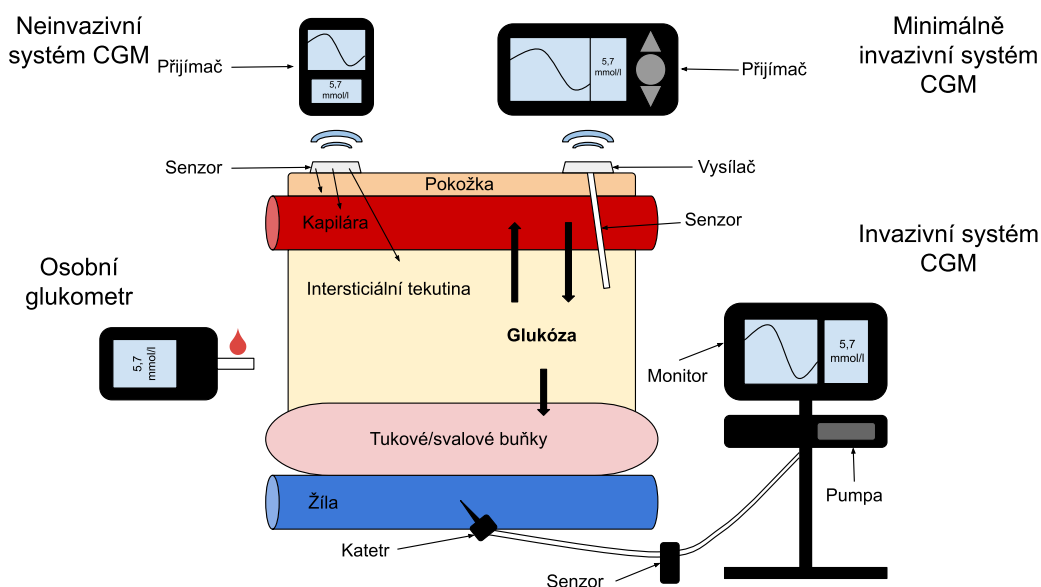 Neinvazivní
systém CGM
Přijímač
5,7
mmol/l
5,7
mmol/l
Přijímač
Minimálně
invazivní systém
CGM
Senzor
Vysílač
Pokožka
Kapilára
Senzor
Invazivní systém
CGM
Osobní
glukometr
Intersticiální tekutina
Glukóza
5,7
mmol/l
5,7
mmol/l
Monitor
Tukové/svalové buňky
Pumpa
Žíla
Katetr
Senzor